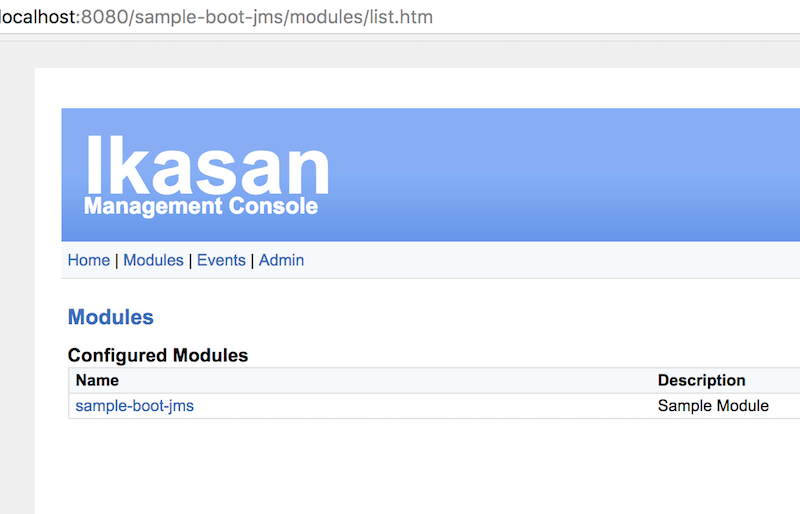 localhost:8080/sample-boot-jms/modules/list.htm
Ikasan
Management Console
Home | Modules | Events | Admin
Modules
Configured Modules
Name Description
sample-boot-jms Sample Module